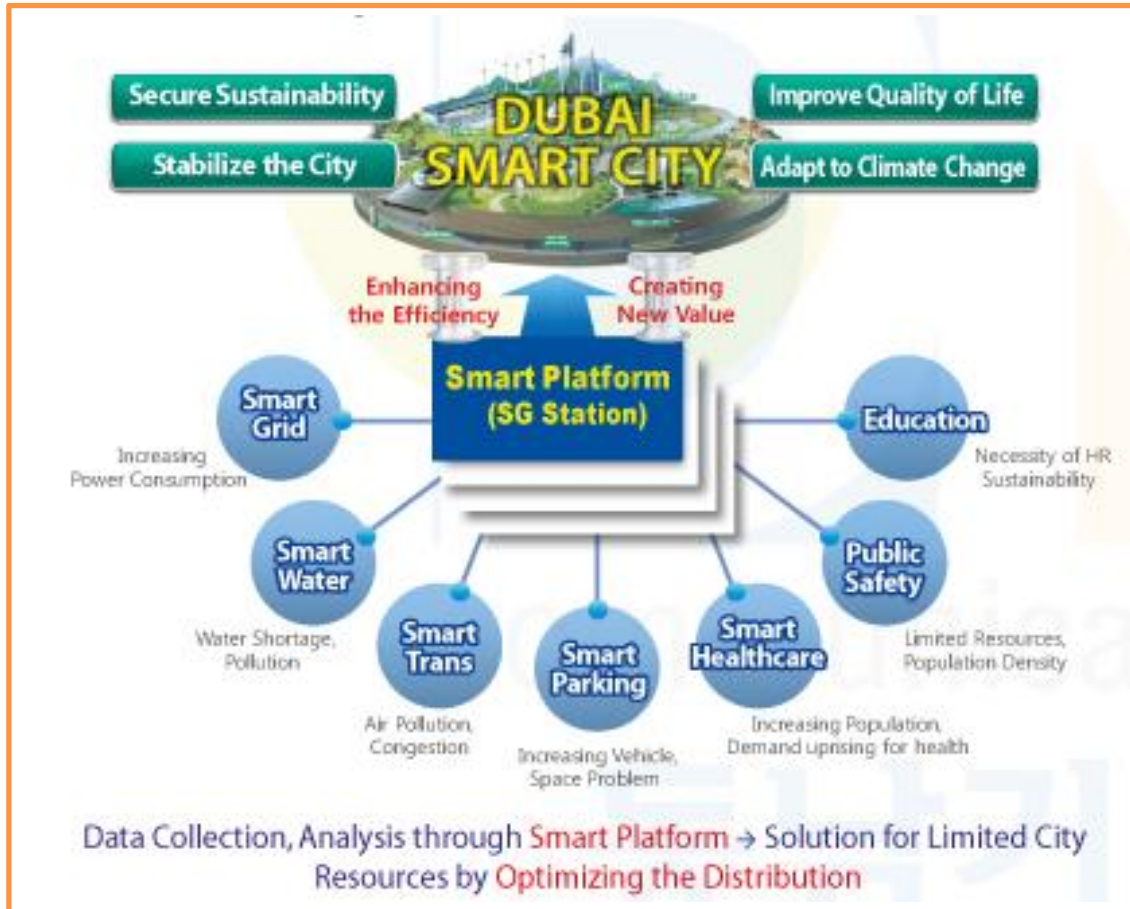 Secure Sustainability
Stabilize the City
DUBAI
SMART CITY
Improve Quality of Life
Adapt to Climate Change
Enhancing
the Efficiency
Creating
New Value
Smart Platform
(SG Station)
Smart
Grid
Increasing
Power Consumption
Smart
Water
Water Shortage,
Pollution
Smart
Trans
Air Pollution,
Congestion
Smart
Parking
Increasing Vehicle,
Space Problem
Smart
Healthcare
Increasing Population,
Demand uprising for health
Public
Safety
Limited Resources,
Population Density
Education
Necessity of HR
Sustainability
Data Collection, Analysis through Smart Platform → Solution for Limited City
Resources by Optimizing the Distribution